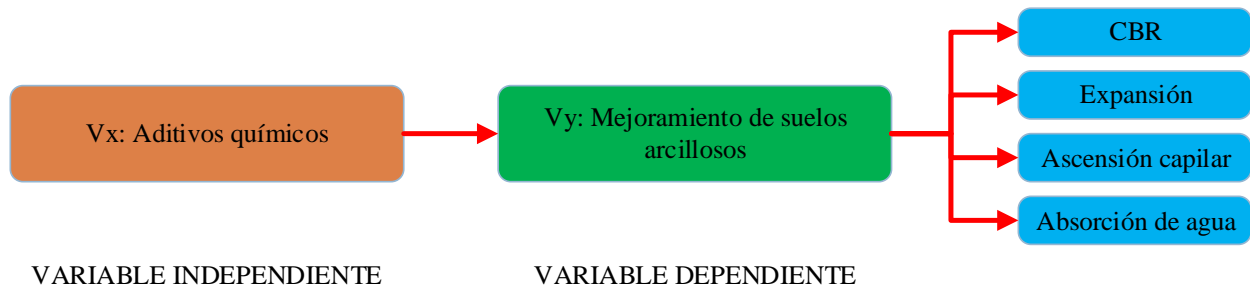 Vx: Aditivos químicos
Vy: Mejoramiento de suelos
arcillosos
CBR
Expansión
Ascensión capilar
Absorción de agua
VARIABLE INDEPENDIENTE
VARIABLE DEPENDIENTE